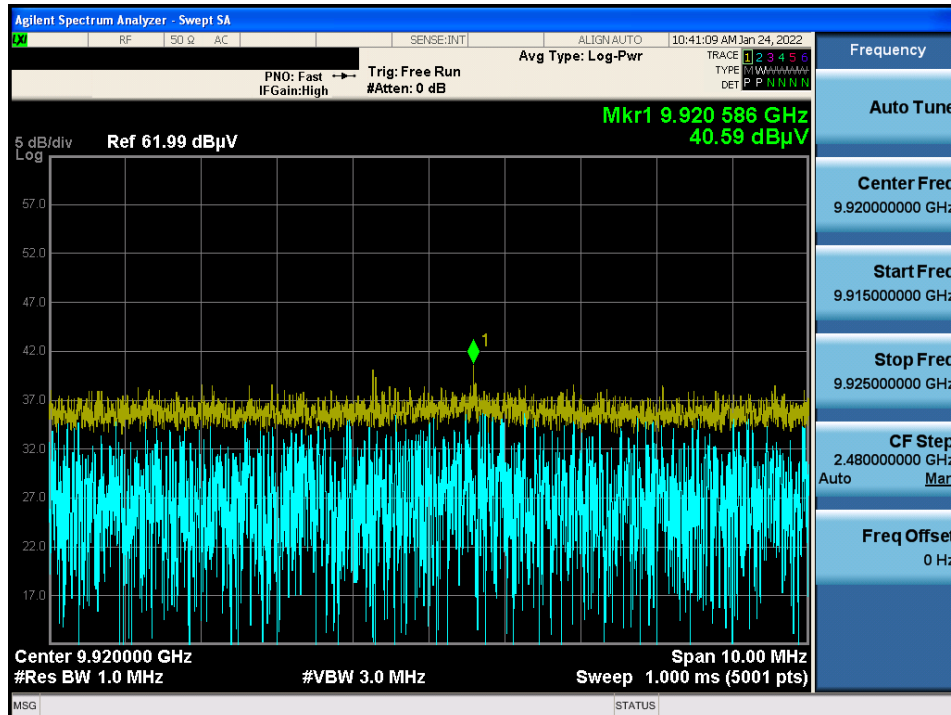 Agilent Spectrum Analyzer - Swept SA
LXI RF 50 Ω AC SENSE:INT ALIGN AUTO 10:41:09 AM Jan 24, 2022
Frequency
Avg Type: Log-Pwr
TRACE 1 2 3 4 5 6
PNO: Fast
Trig: Free Run
TYPE M W W W W W
IFGain:High
#Atten: 0 dB
DET P P N N N N
Auto Tune
Mkr1 9.920 586 GHz
40.59 dBµV
5 dB/div
Ref 61.99 dBµV
Log
Center Freq
9.920000000 GHz
57.0
52.0
Start Freq
9.915000000 GHz
47.0
42.0
1
Stop Freq
9.925000000 GHz
37.0
32.0
CF Step
2.480000000 GHz
Auto Man
27.0
22.0
Freq Offset
0 Hz
17.0
Center 9.920000 GHz
Span 10.00 MHz
#Res BW 1.0 MHz
#VBW 3.0 MHz
Sweep 1.000 ms (5001 pts)
MSG
STATUS